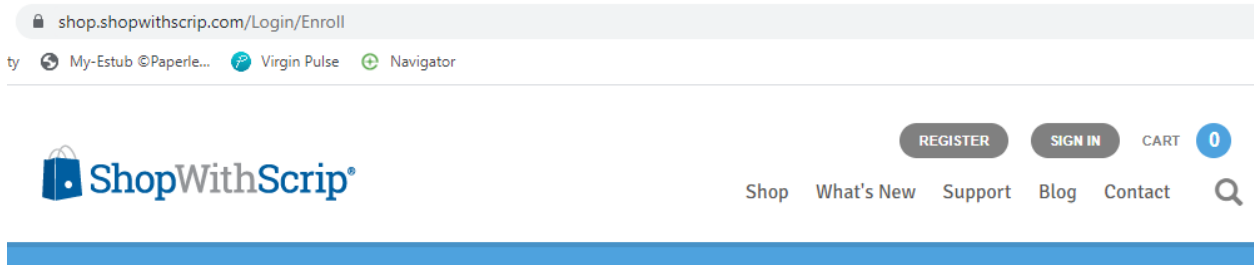 shop.shopwithscrip.com/Login/Enroll
ty My-Estub ©Paperle... Virgin Pulse Navigator
REGISTER SIGN IN CART 0
ShopWithScrip®
Shop What's New Support Blog Contact